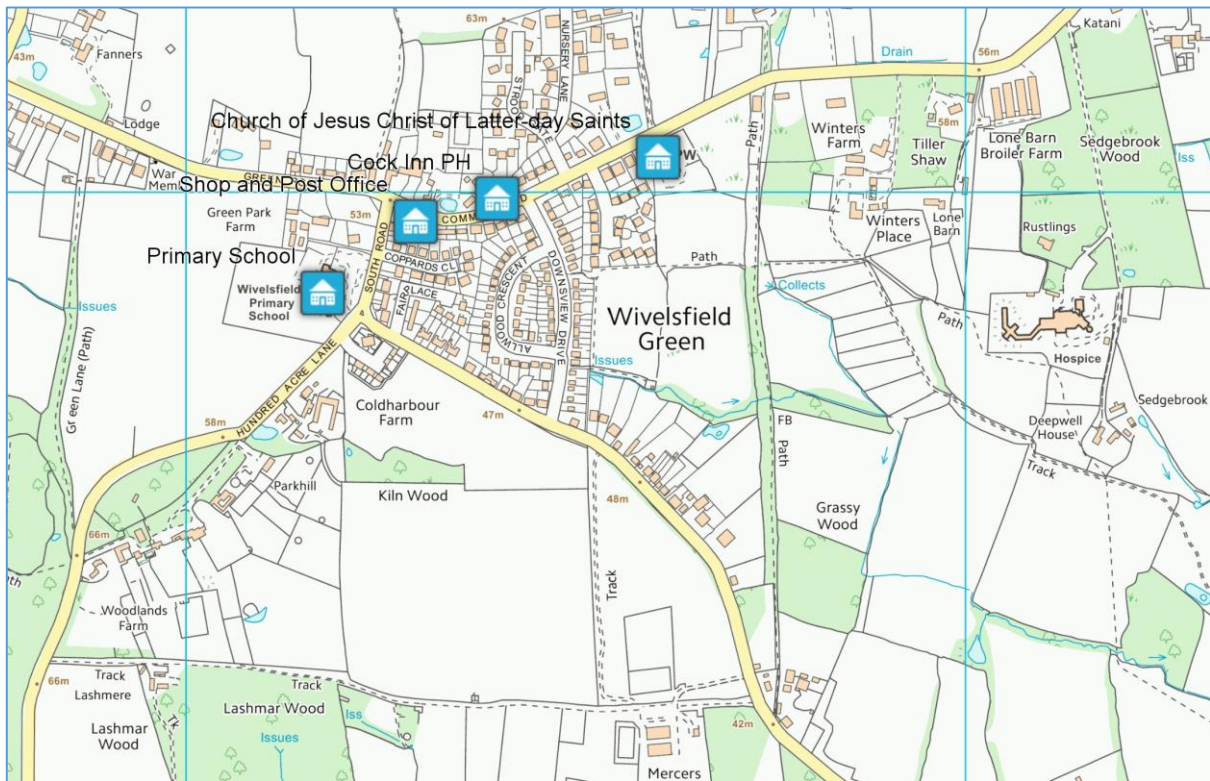 63m
Katani
Fanners
43m
NURSERY LANE
Drain
56m
Lodge
Church of Jesus Christ of Latter-day Saints
Path
Winters
Farm
Tiller
Shaw
58m
Lone Barn
Broiler Farm
Sedgebrook
Wood
Iss
PW
Cock Inn PH
War
GREEN
Shop and Post Office
Green Park
Farm
53m
Winters
Place
Lone
Barn
Rustlings
SOUTH ROAD
COPPARDS CL
Primary School
Path
Wivelsfield
Primary
School
FAIRPLACE
ALLWOOD CRESCENT
DOWNSVIEW DRIVE
Issues
Collects
Wivelsfield
Green
Path
Hospice
Green Lane (Path)
HUNDRED ACRE LANE
Issues
Coldharbour
Farm
47m
58m
FB
Path
Deepwell
House
Sedgebrook
Track
Parkhill
Kiln Wood
48m
Grassy
Wood
66m
Track
Woodlands
Farm
Track
Lashmere
66m
Track
Lashmar Wood
Lashmar
Wood
Tk
Issues
Iss
42m
Mercers